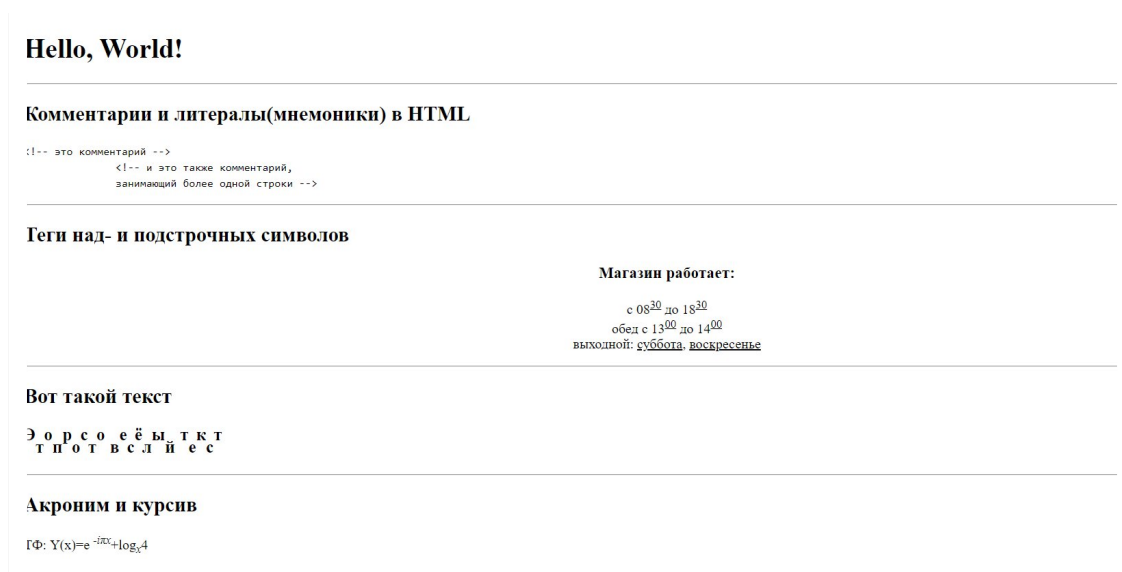 Hello, World!
Комментарии и литералы(мнемоники) в HTML
<!-- это комментарий -->
<!-- и это также комментарий,
занимающий более одной строки -->
Теги над- и подстрочных символов
Магазин работает:
с 08³⁰ до 18³⁰
обед с 13⁰⁰ до 14⁰⁰
выходной: суббота, воскресенье
Вот такой текст
Э о р с о е ё ы т к т
т п о т в с л й е с
Акроним и курсив
ТФ: Y(x)=e -iπx+logx4